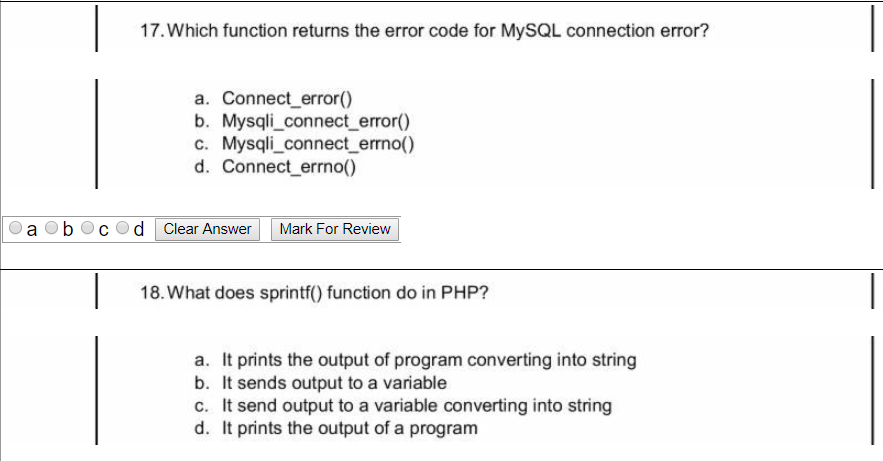 17. Which function returns the error code for MySQL connection error?
a. Connect_error()
b. Mysqli_connect_error()
c. Mysqli_connect_errno()
d. Connect_errno()
a b c d Clear Answer Mark For Review
18. What does sprintf() function do in PHP?
a. It prints the output of program converting into string
b. It sends output to a variable
c. It send output to a variable converting into string
d. It prints the output of a program